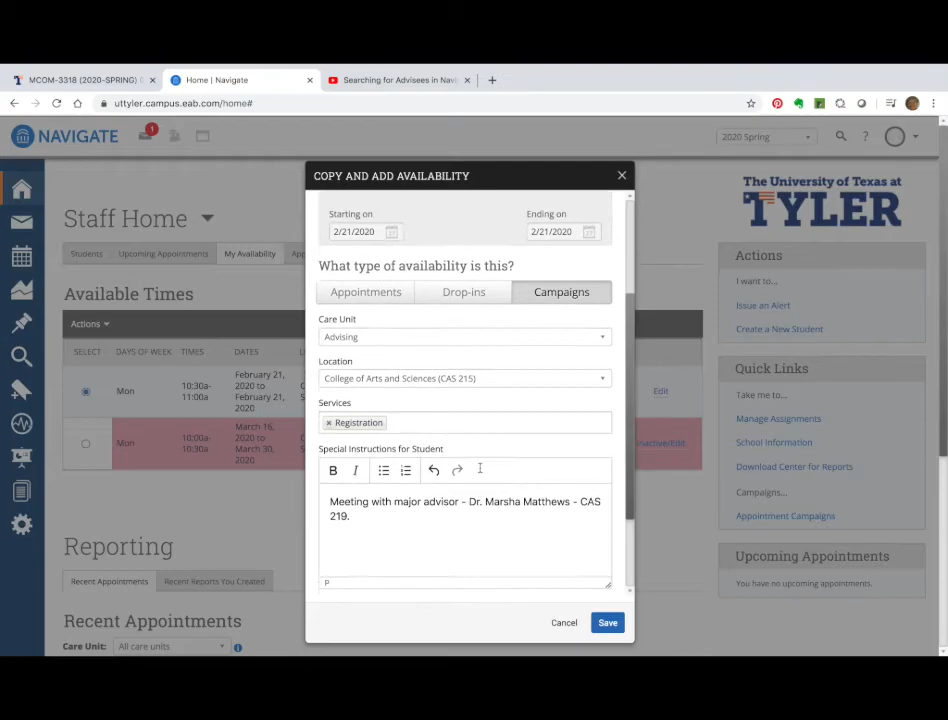 MCOM-3318 (2020-SPRING)
Home | Navigate
Searching for Advisees in Navi
uttyler.campus.eab.com/home#
NAVIGATE
1
2020 Spring
?
COPY AND ADD AVAILABILITY
Starting on
Ending on
2/21/2020
2/21/2020
What type of availability is this?
Appointments
Drop-ins
Campaigns
Care Unit
Advising
Location
College of Arts and Sciences (CAS 215)
Services
× Registration
Special Instructions for Student
B I
Meeting with major advisor - Dr. Marsha Matthews - CAS
219.
P
Cancel
Save
Staff Home
Students
Upcoming Appointments
My Availability
App
Available Times
Actions
SELECT
DAYS OF WEEK
TIMES
DATES
Mon
10:30a-
11:00a
February 21,
2020 to
February 21,
2020
Edit
Mon
10:00a-
10:30a
March 16,
2020 to
March 30,
2020
Inactive/Edit
Reporting
Recent Appointments
Recent Reports You Created
Recent Appointments
Care Unit:
All care units
The University of Texas at
TYLER
Actions
I want to...
Issue an Alert
Create a New Student
Quick Links
Take me to...
Manage Assignments
School Information
Download Center for Reports
Campaigns...
Appointment Campaigns
Upcoming Appointments
You have no upcoming appointments.